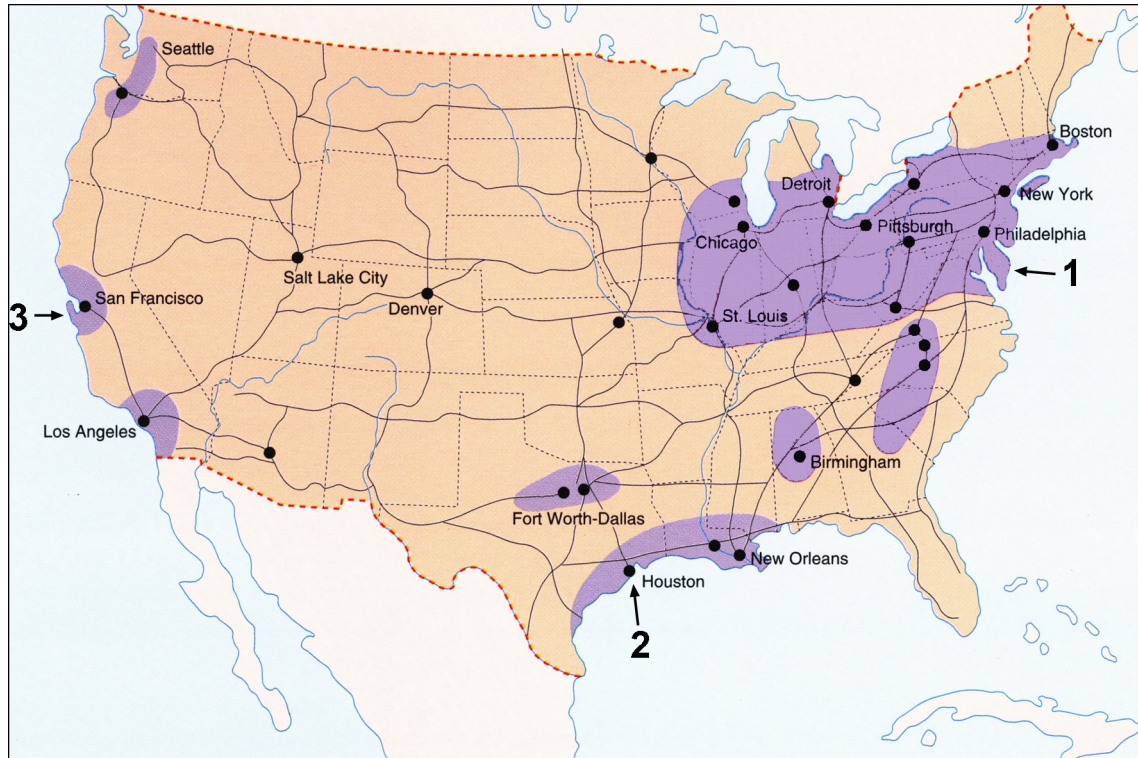 Seattle
Boston
Detroit
New York
Pittsburgh
Philadelphia
Chicago
1
Salt Lake City
San Francisco
Denver
3
St. Louis
Los Angeles
Birmingham
Fort Worth-Dallas
New Orleans
Houston
2